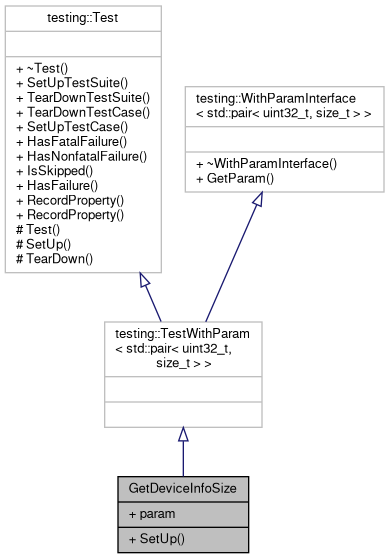 testing::Test
+ ~Test()
+ SetUpTestSuite()
+ TearDownTestSuite()
+ TearDownTestCase()
+ SetUpTestCase()
+ HasFatalFailure()
+ HasNonfatalFailure()
+ IsSkipped()
+ HasFailure()
+ RecordProperty()
+ RecordProperty()
# Test()
# SetUp()
# TearDown()
testing::WithParamInterface
< std::pair< uint32_t, size_t > >
+ ~WithParamInterface()
+ GetParam()
testing::TestWithParam
< std::pair< uint32_t,
size_t > >
GetDeviceInfoSize
+ param
+ SetUp()